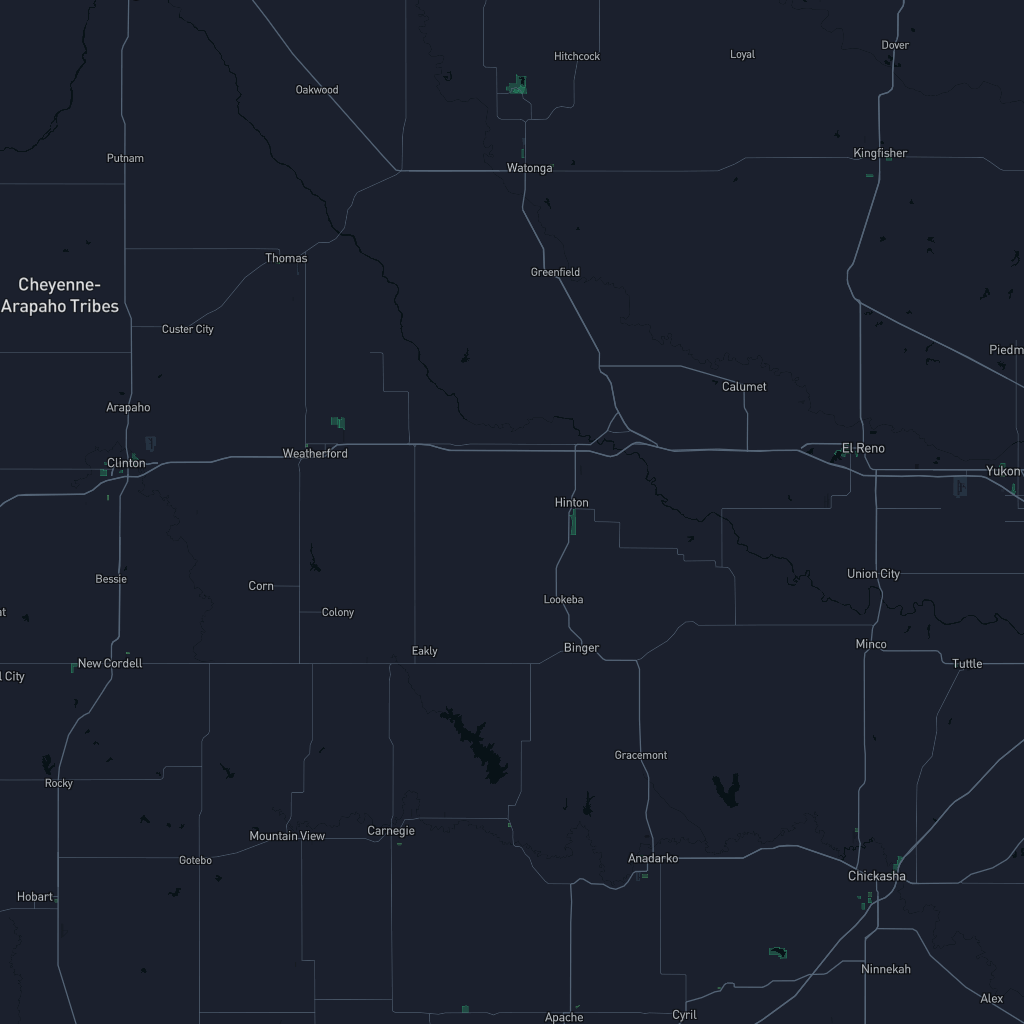 Dover
Loyal
Hitchcock
Oakwood
Kingfisher
Putnam
Watonga
Thomas
Greenfield
Cheyenne-
Arapaho Tribes
Custer City
Piedm
Calumet
Arapaho
El Reno
Weatherford
Clinton
Yukon
Hinton
Union City
Bessie
Corn
Lookeba
Colony
Minco
Binger
Eakly
New Cordell
Tuttle
l City
Gracemont
Rocky
Carnegie
Mountain View
Anadarko
Gotebo
Chickasha
Hobart
Ninnekah
Alex
Cyril
Apache